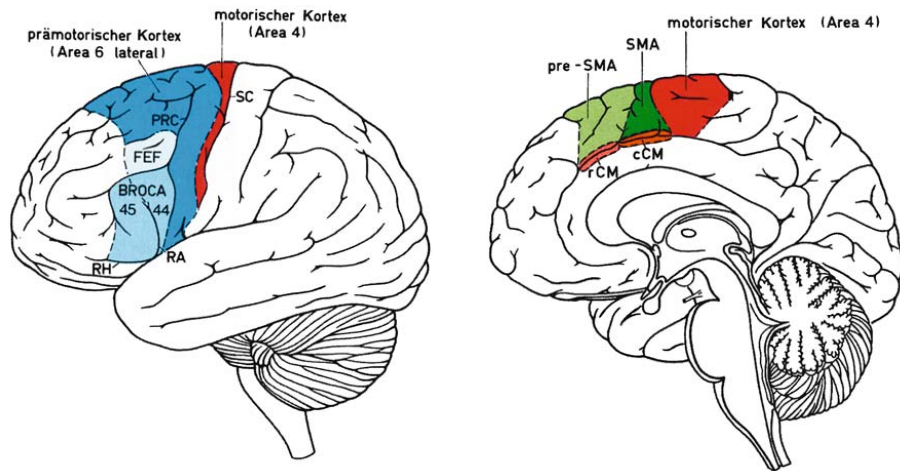 prämotorischer Kortex
(Area 6 lateral)
motorischer Kortex
(Area 4)
SC
PRC
FEF
BROCA
45 44
RH
RA
motorischer Kortex (Area 4)
SMA
pre-SMA
cCM
rCM